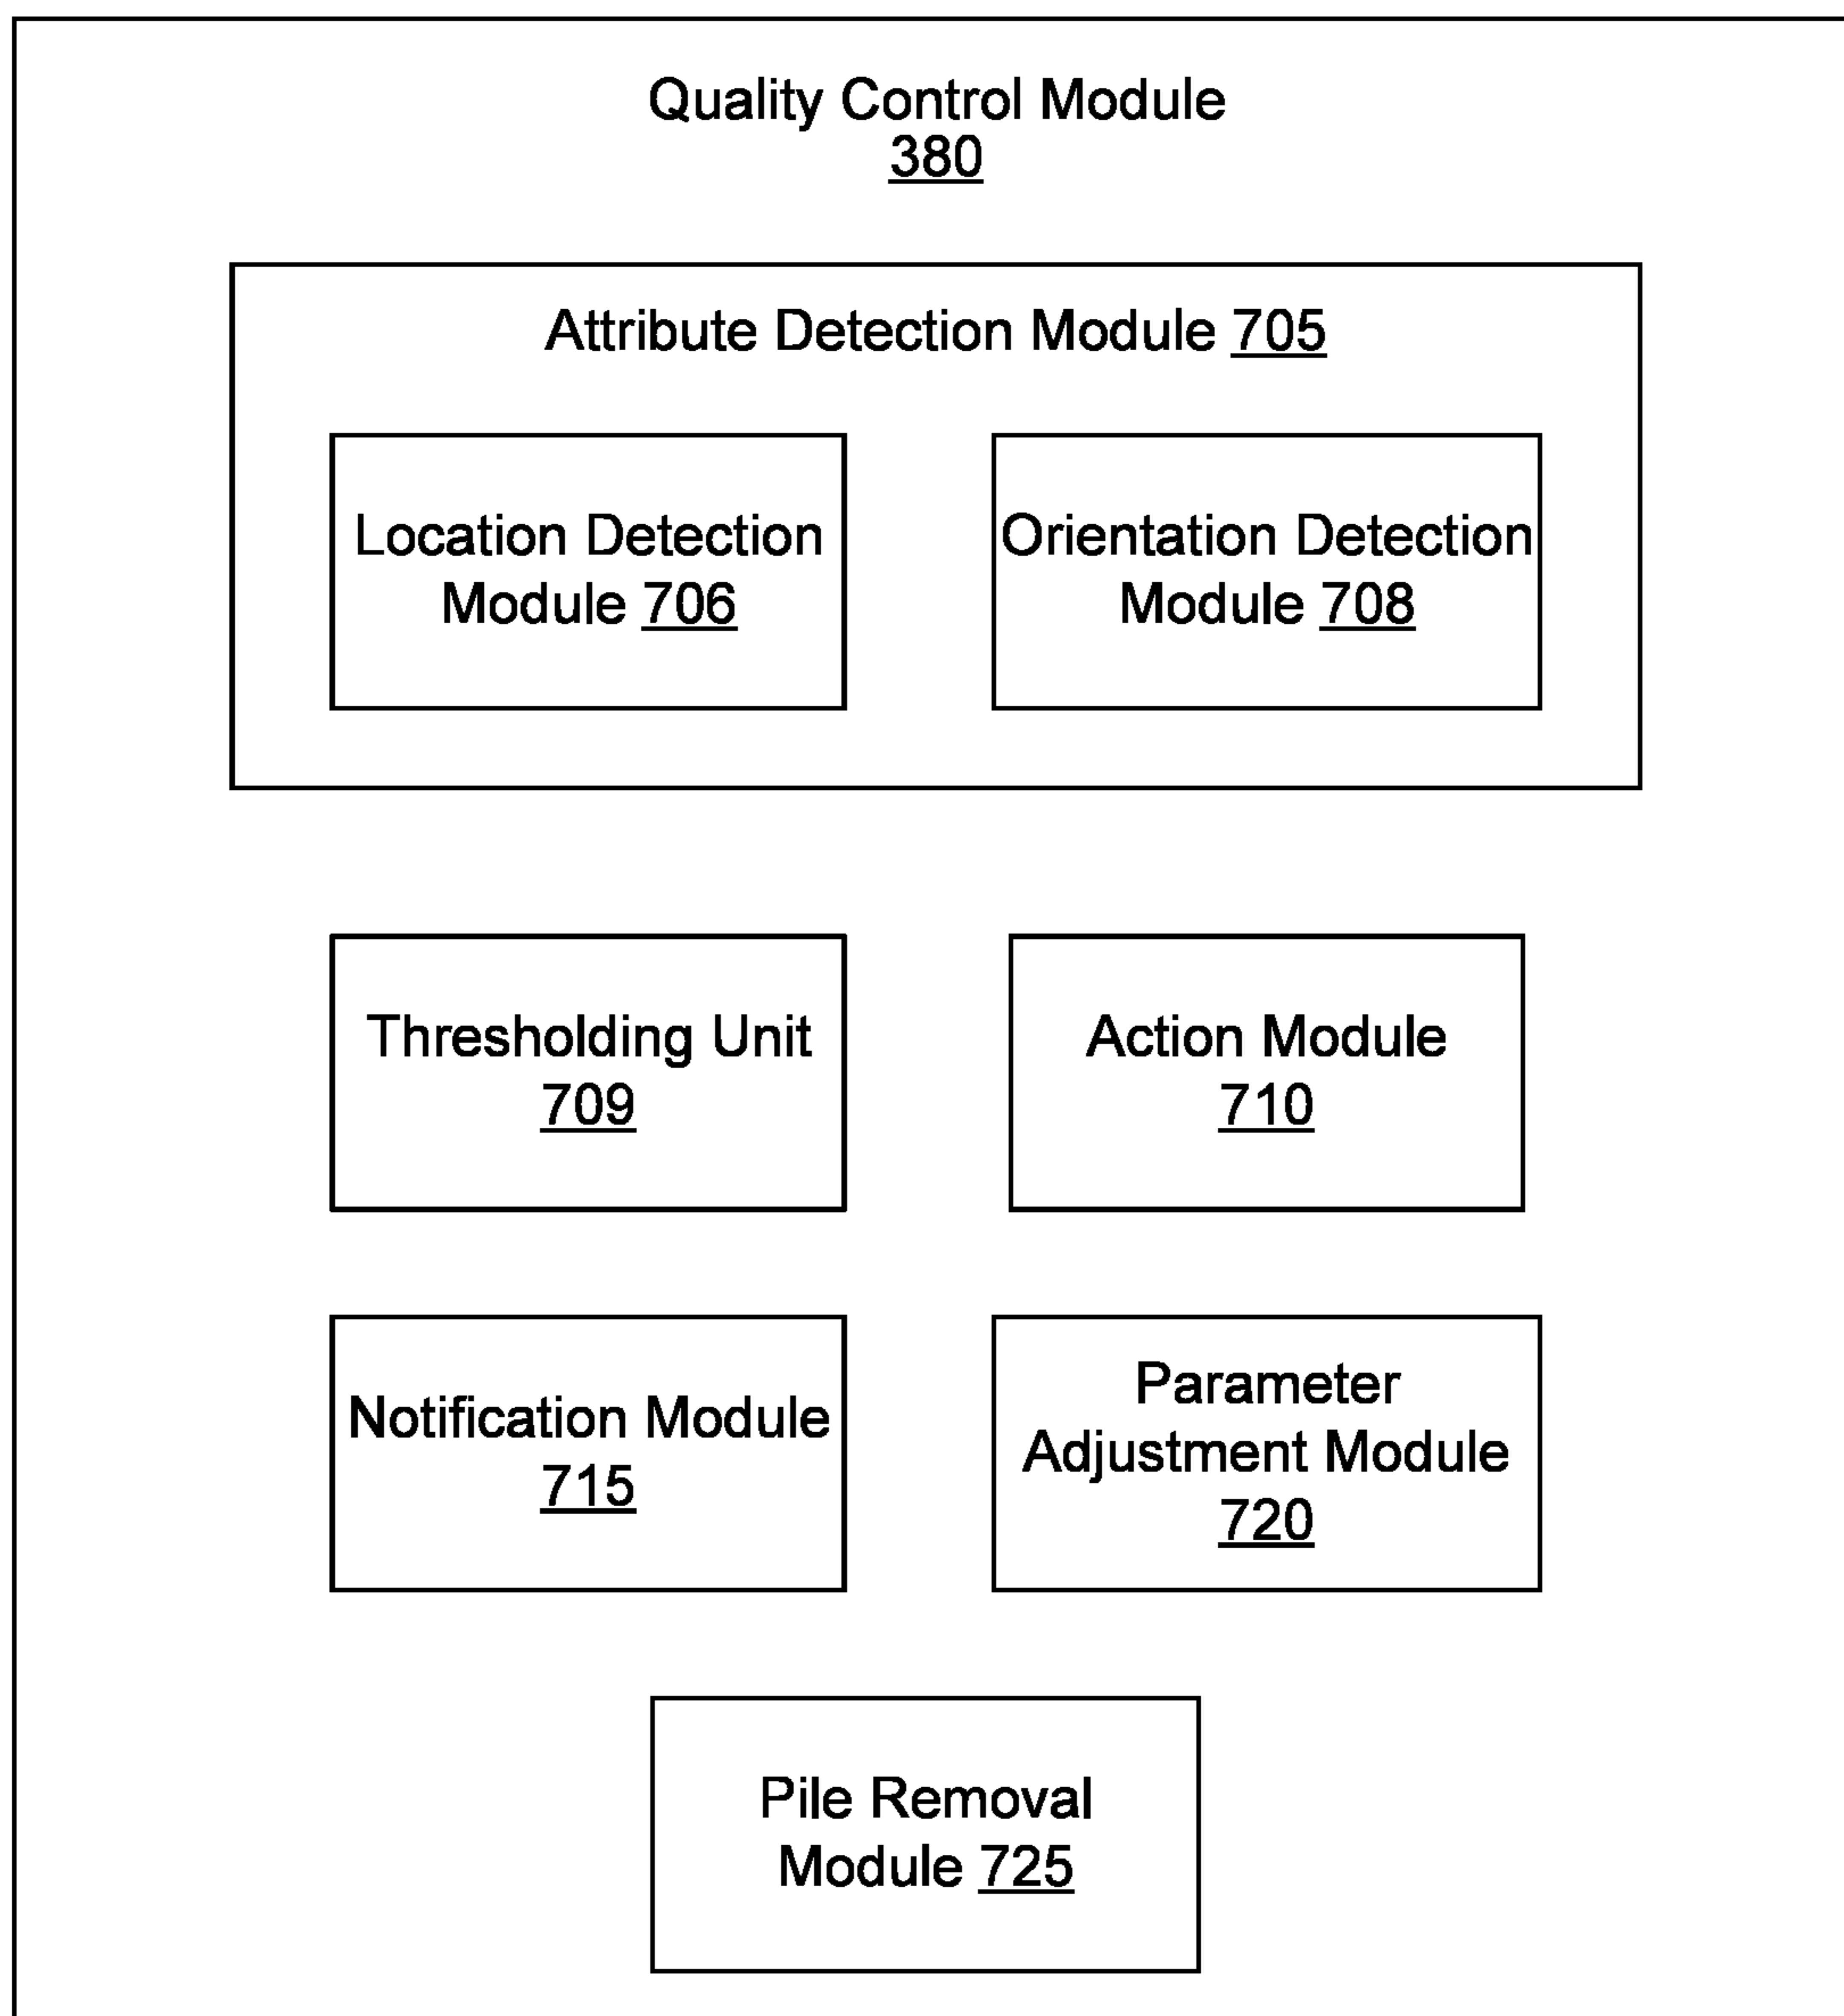 Quality Control Module
380
Attribute Detection Module 705
Location Detection
Module 706
Orientation Detection
Module 708
Thresholding Unit
709
Action Module
710
Notification Module
715
Parameter
Adjustment Module
720
Pile Removal
Module 725